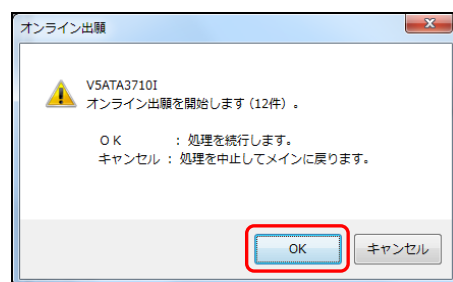 オンライン出願
V5ATA3710I
オンライン出願を開始します (12件) 。
ＯＫ : 処理を続行します。
キャンセル : 処理を中止してメインに戻ります。
OK キャンセル